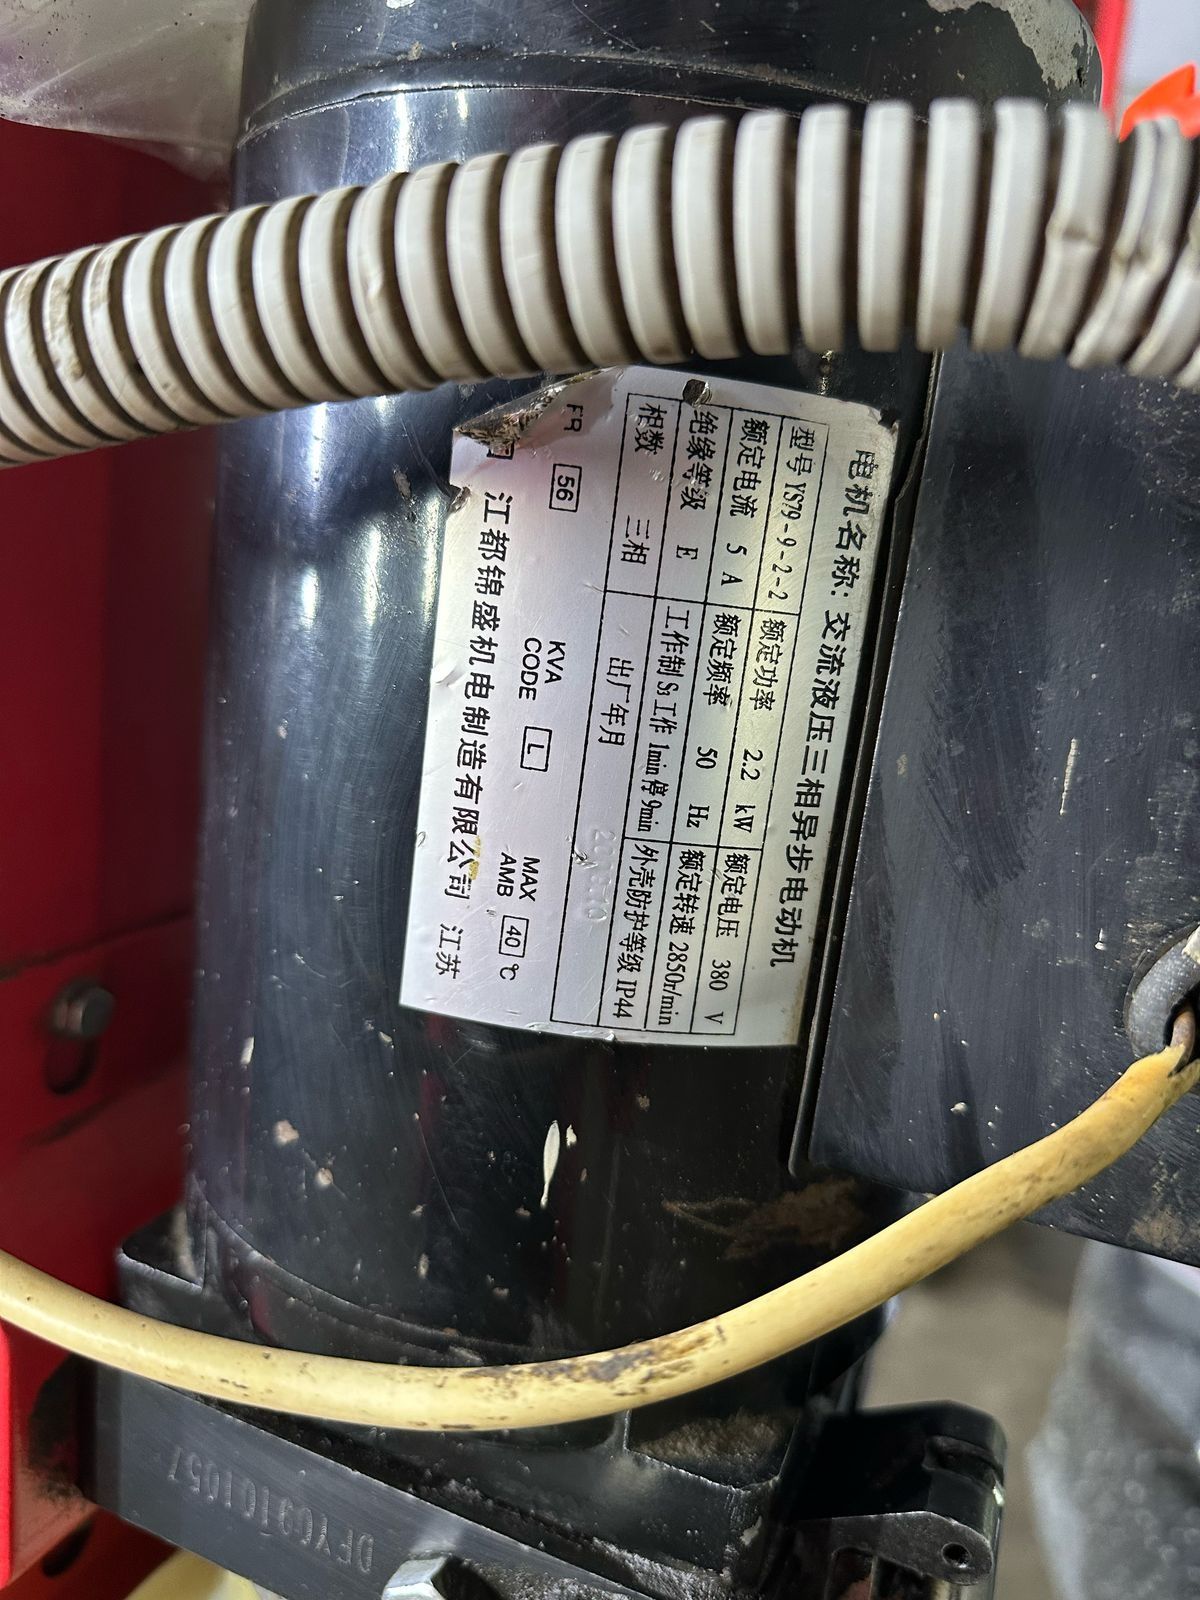 电机名称: 交流液压三相异步电动机
型号 YS79-9-2-2 额定功率 2.2 kW 额定电压 380 V
额定电流 5 A 额定频率 50 Hz 额定转速 2850r/min
绝缘等级 E 工作制 S3 工作 1min 停 9min 外壳防护等级 IP44
相数 三相 出厂年月
FR 56 KVA CODE L MAX AMB 40 ℃
江都锦盛机电制造有限公司 江苏